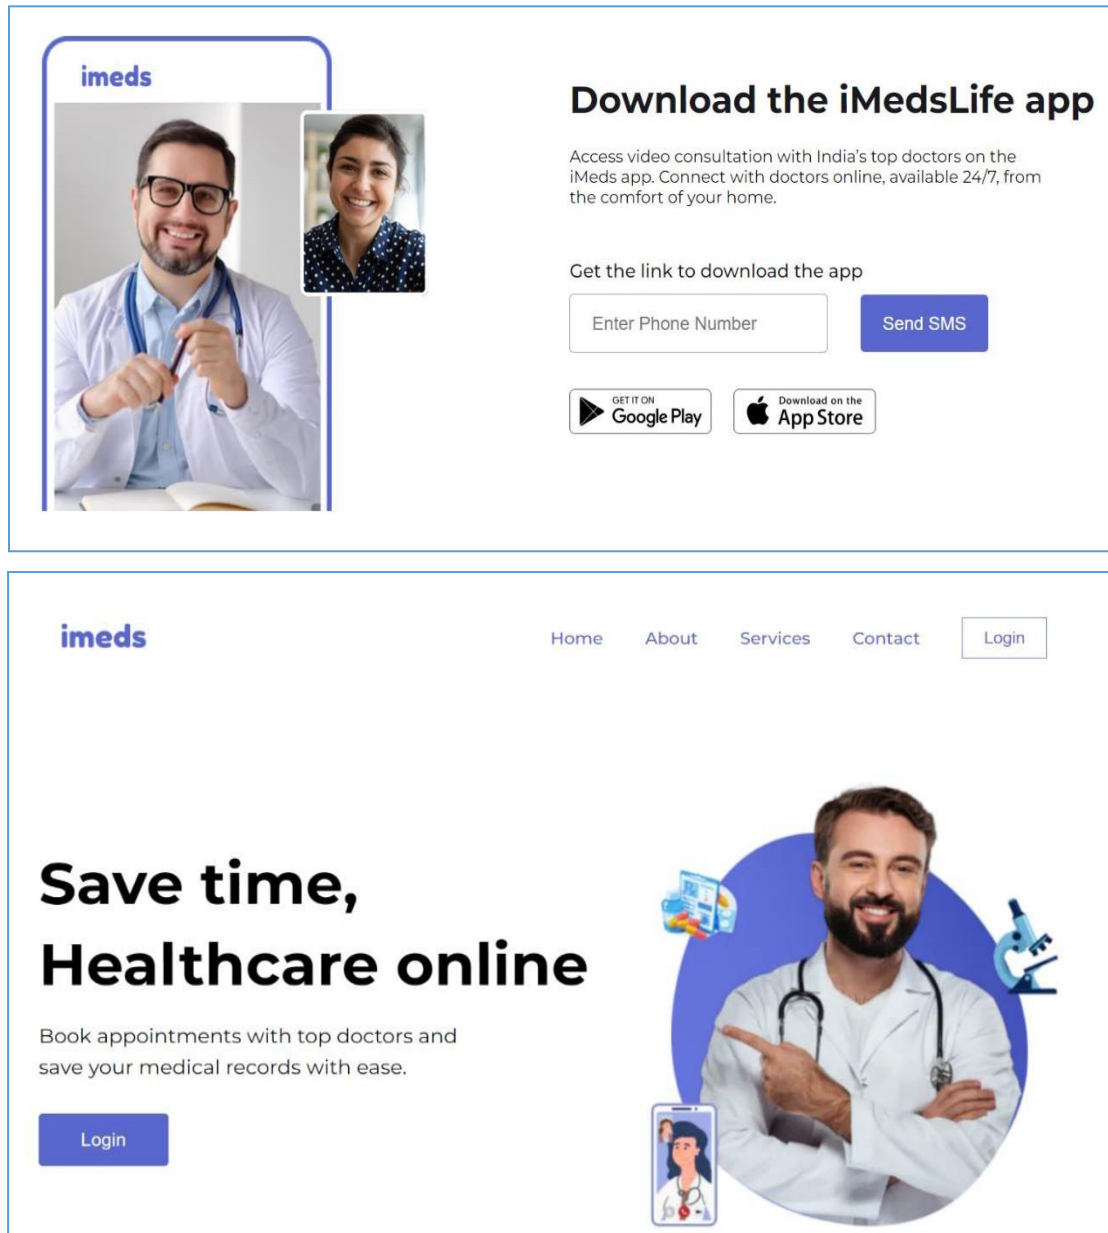 imeds
Download the iMedsLife app
Access video consultation with India's top doctors on the
iMeds app. Connect with doctors online, available 24/7, from
the comfort of your home.
Get the link to download the app
Enter Phone Number
Send SMS
GET IT ON
Google Play
Download on the
App Store
imeds
Home
About
Services
Contact
Login
Save time,
Healthcare online
Book appointments with top doctors and
save your medical records with ease.
Login